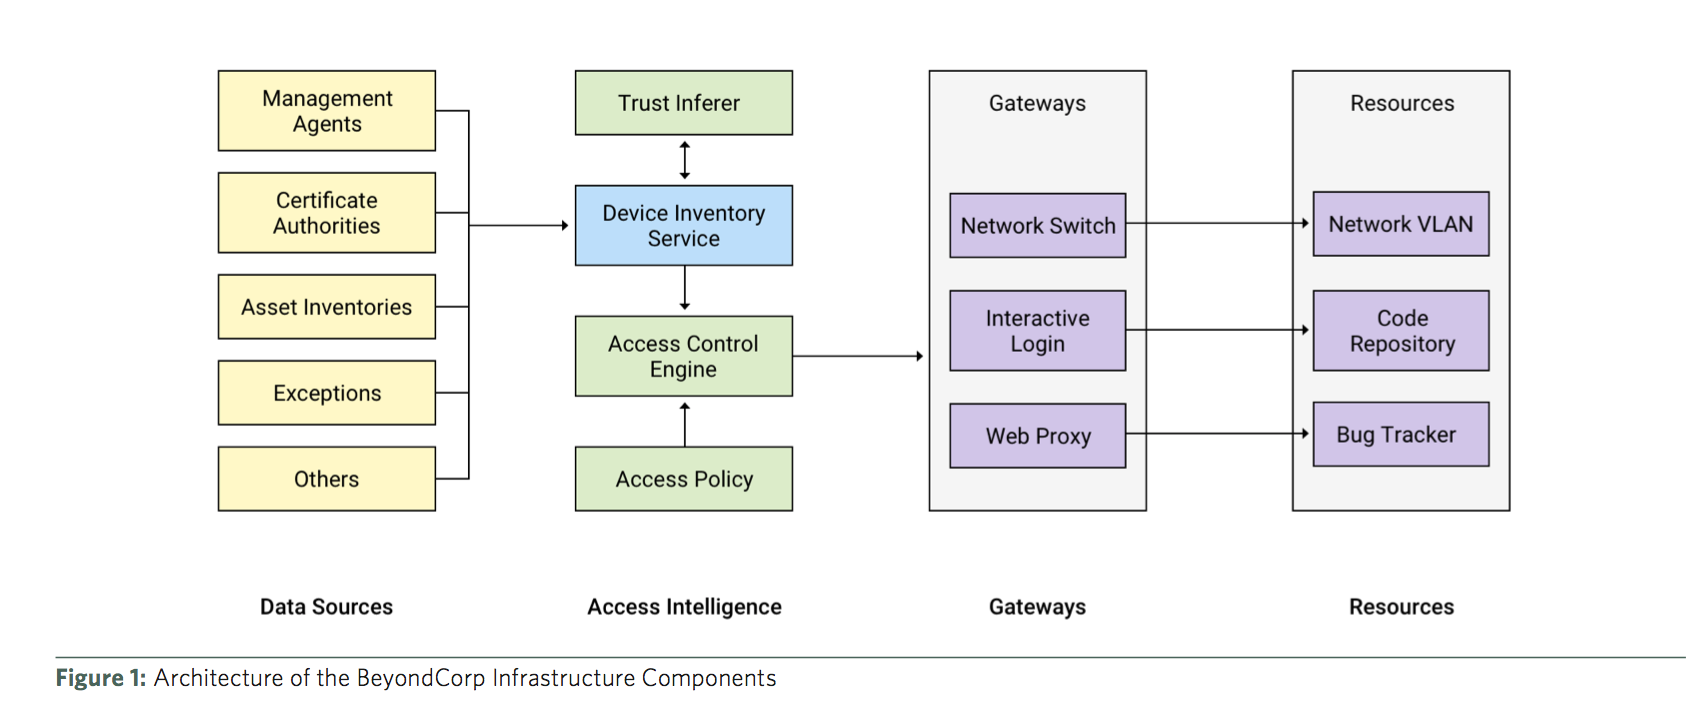 Management
Agents
Certificate
Authorities
Asset Inventories
Exceptions
Others
Trust Inferer
Device Inventory
Service
Access Control
Engine
Access Policy
Gateways
Network Switch
Interactive
Login
Web Proxy
Resources
Network VLAN
Code
Repository
Bug Tracker
Data Sources
Access Intelligence
Gateways
Resources
Figure 1: Architecture of the BeyondCorp Infrastructure Components